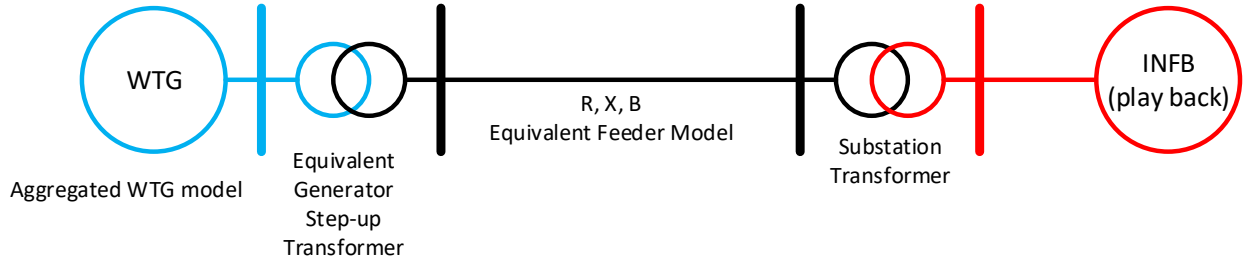 WTG
Aggregated WTG model
Equivalent
Generator
Step-up
Transformer
R, X, B
Equivalent Feeder Model
Substation
Transformer
INFB
(play back)